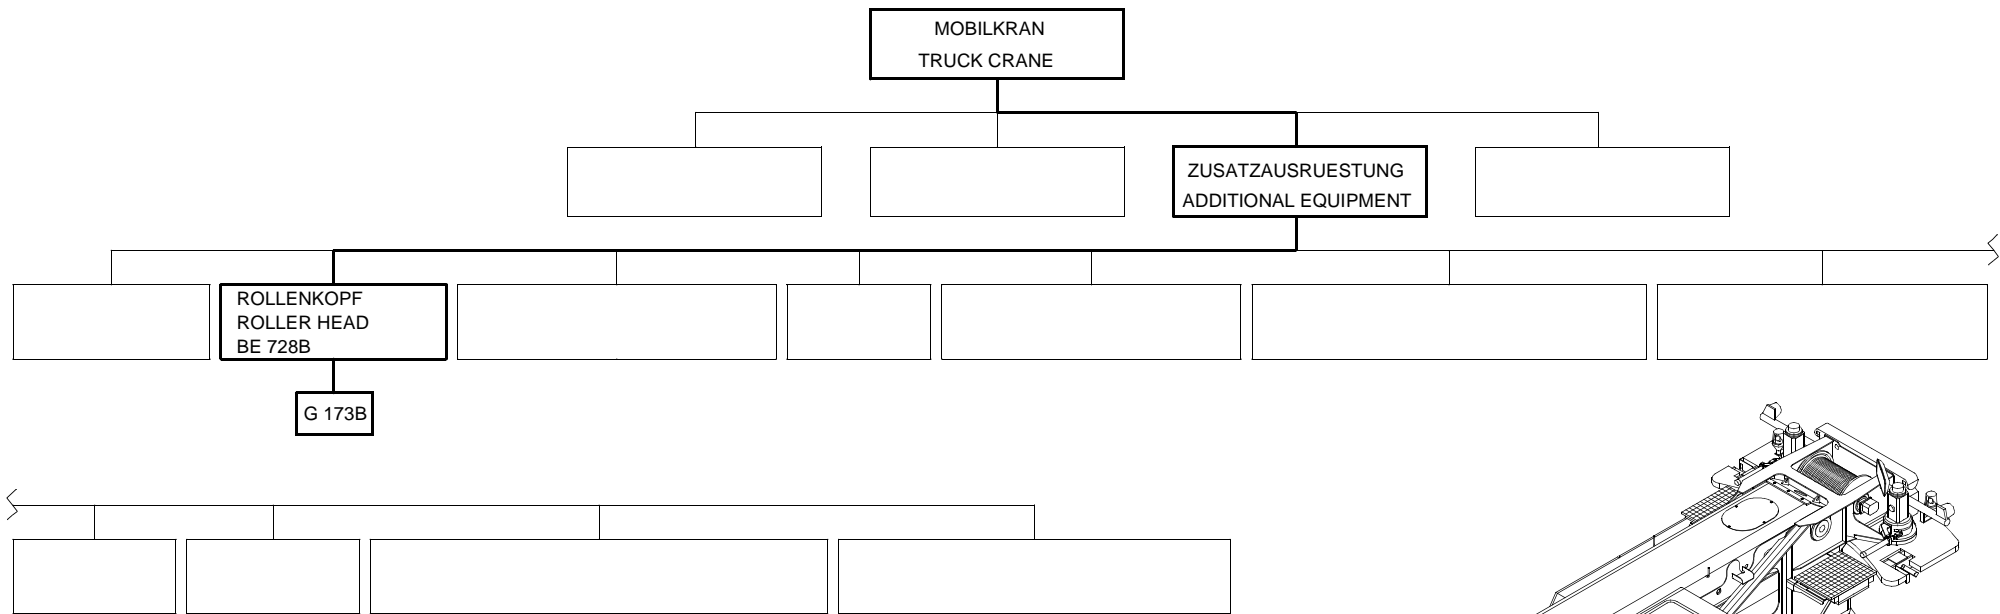 MOBILKRAN
TRUCK CRANE
ZUSATZAUSRUESTUNG
ADDITIONAL EQUIPMENT
ROLLENKOPF
ROLLER HEAD
BE 728B
G 173B